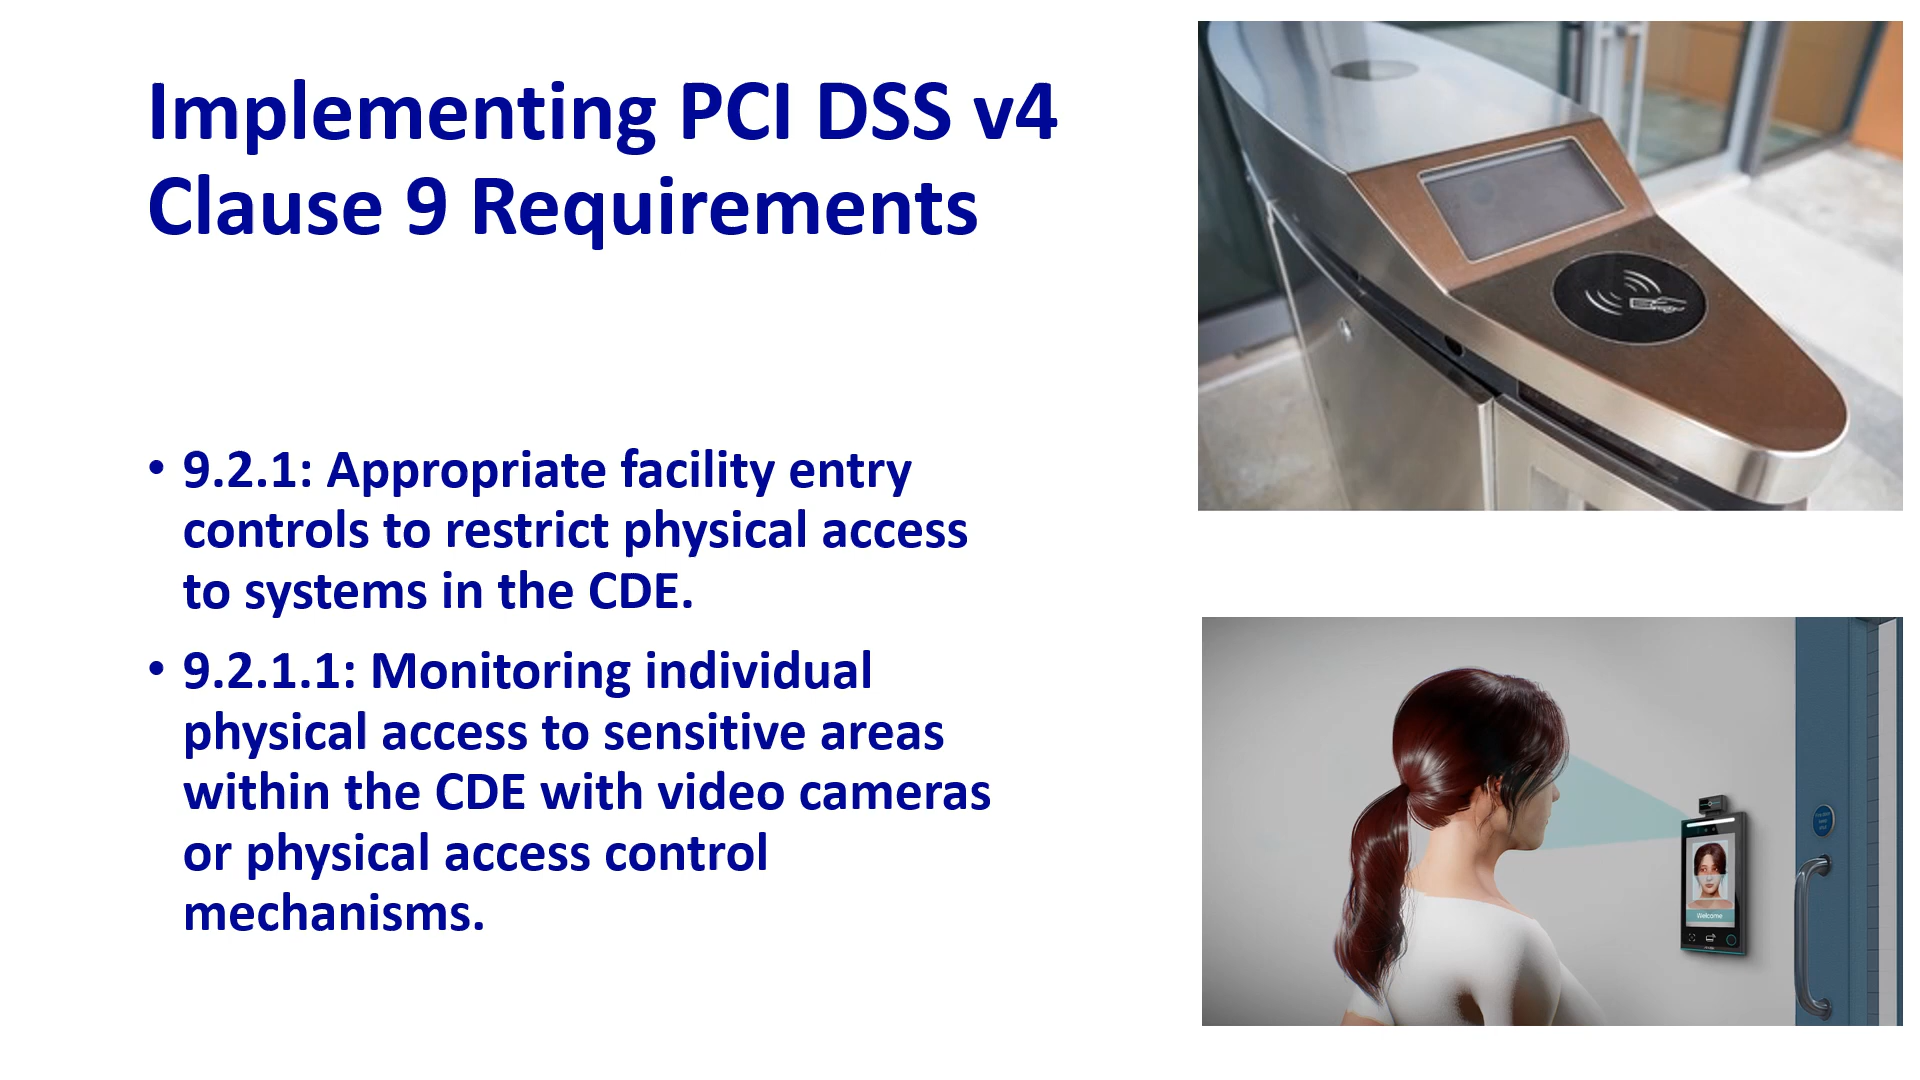 Implementing PCI DSS v4
Clause 9 Requirements
• 9.2.1: Appropriate facility entry
controls to restrict physical access
to systems in the CDE.
• 9.2.1.1: Monitoring individual
physical access to sensitive areas
within the CDE with video cameras
or physical access control
mechanisms.
Welcome